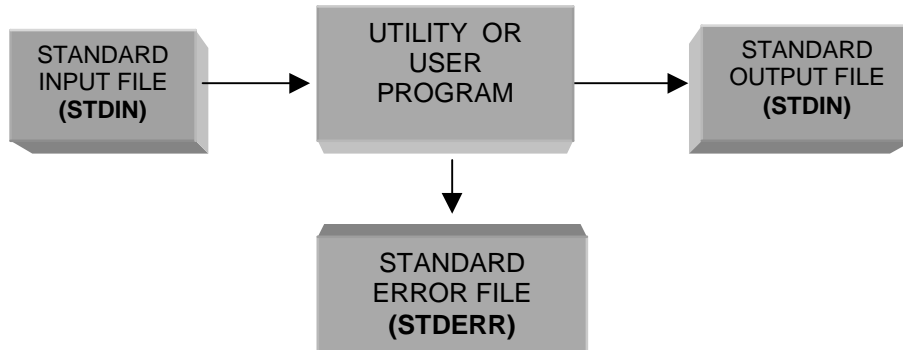 STANDARD
INPUT FILE
(STDIN)
UTILITY OR
USER
PROGRAM
STANDARD
OUTPUT FILE
(STDIN)
STANDARD
ERROR FILE
(STDERR)